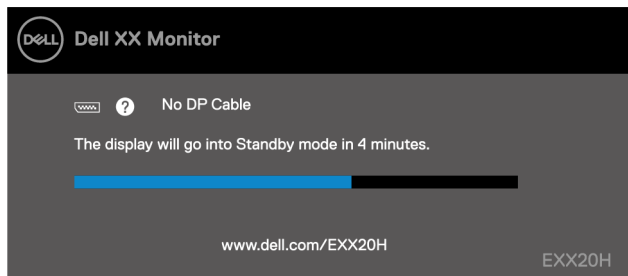 DELL Dell XX Monitor
? No DP Cable
The display will go into Standby mode in 4 minutes.
www.dell.com/EXX20H
EXX20H